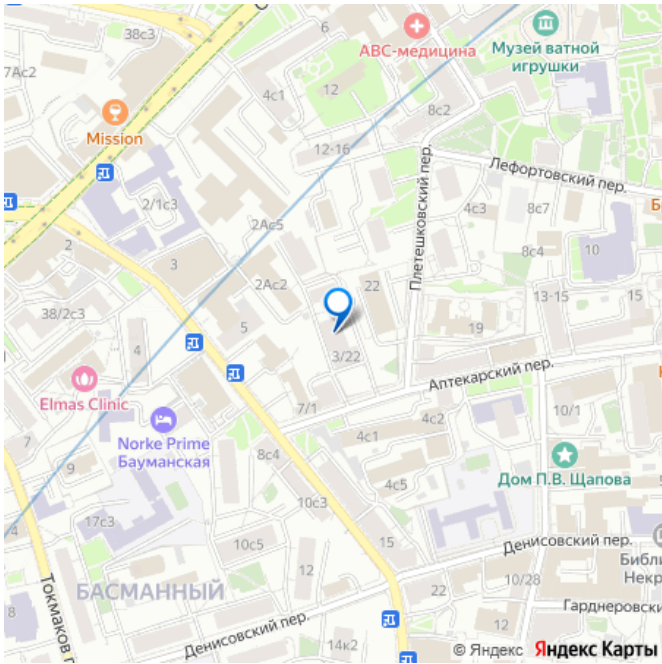 38с3
6
АВС-медицина
Музей ватной
игрушки
7Ас2
12
4с1
8с2
Mission
12-16
Лефортовский пер.
2/1с3
2Ас5
Плетешковский пер.
4с3
8с7
Б
2
8с4
10
3
2Ас2
22
13-15
15
38/2с3
5
19
4
3/22
Аптекарский пер.
К
Elmas Clinic
7/1
4с2
10/1
Norke Prime
Бауманская
4с1
7
8с4
Дом П.В. Щапова
9
4с5
5
10с3
17с3
15
Денисовский пер.
10с5
Библи
Некр
12
БАСМАННЫЙ
22
10/28
Токмаков п
8
Гарднеровски
Денисовский пер.
12
14к2
© Яндекс Яндекс Карты